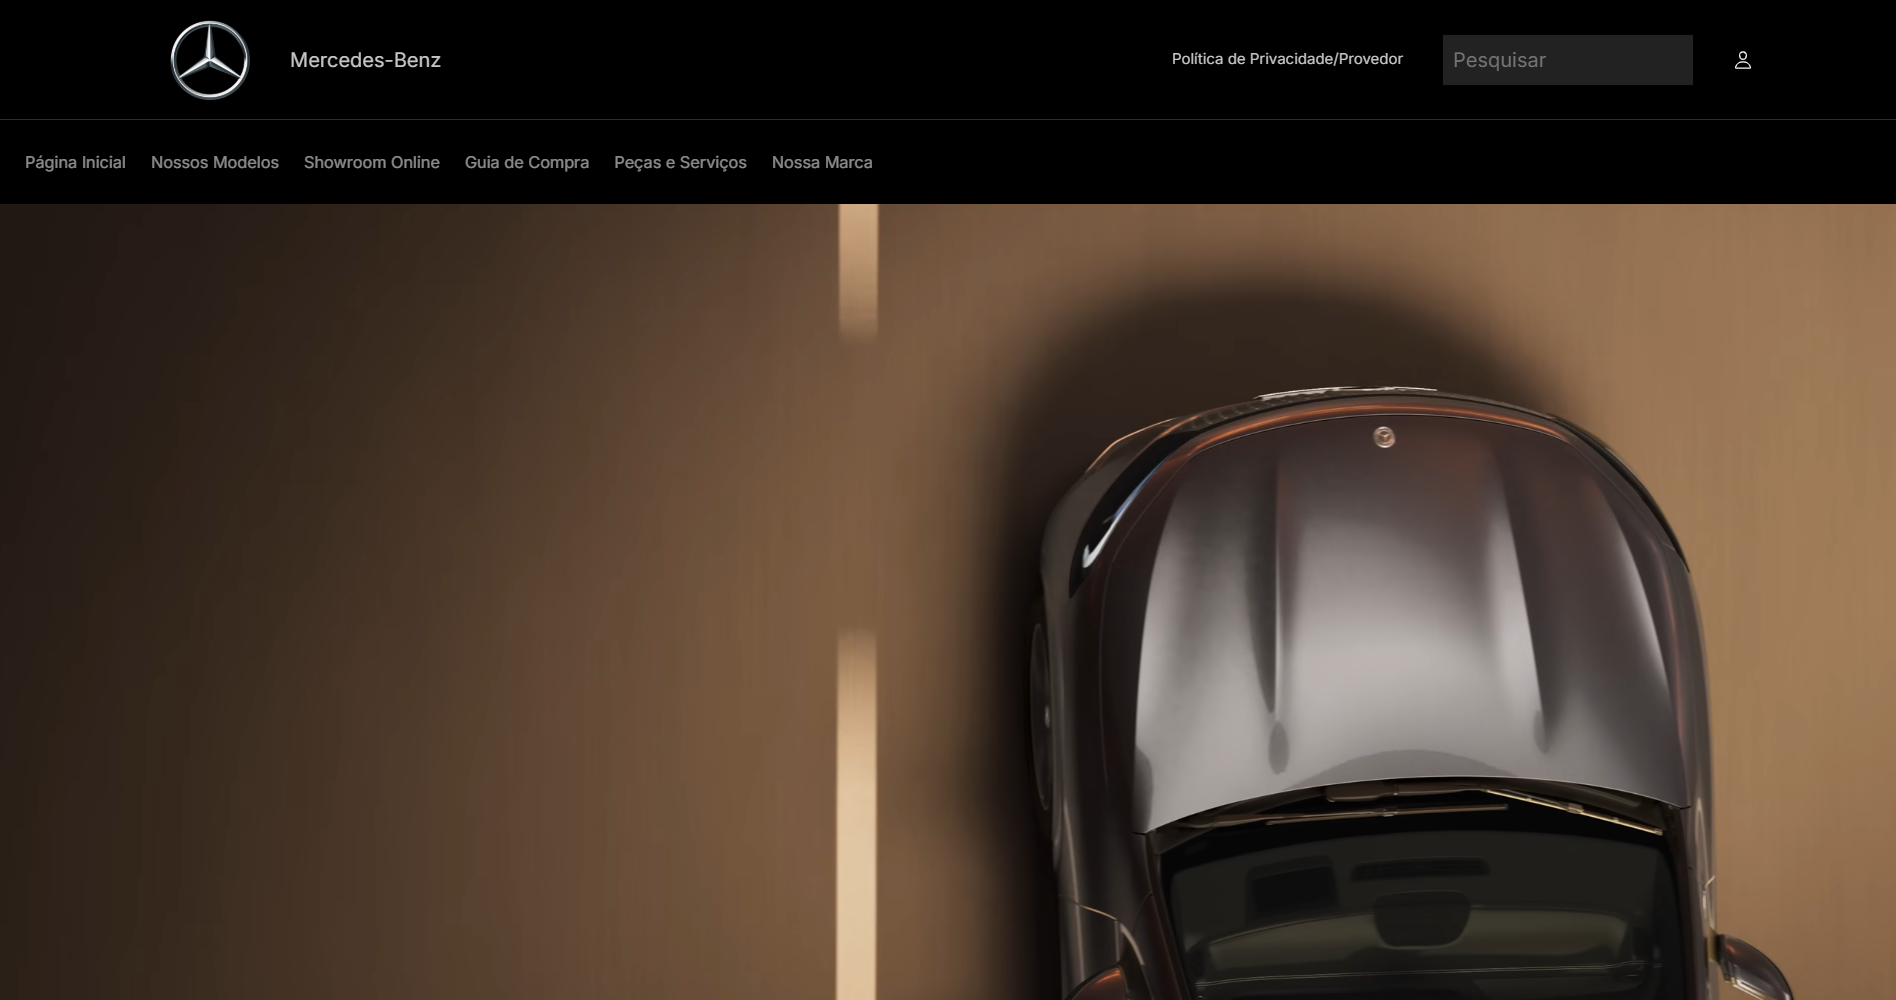 Mercedes-Benz
Política de Privacidade/Provedor
Pesquisar
Página Inicial
Nossos Modelos
Showroom Online
Guia de Compra
Peças e Serviços
Nossa Marca